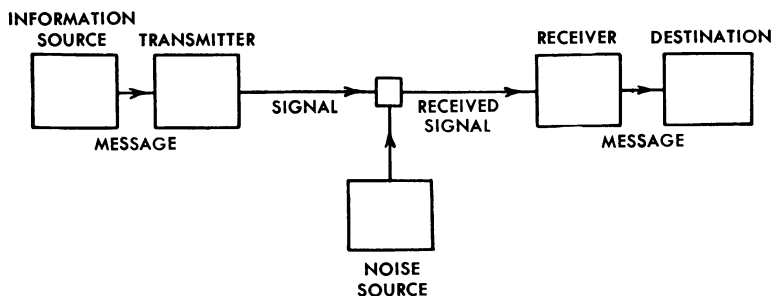 INFORMATION
SOURCE
TRANSMITTER
RECEIVER
DESTINATION
SIGNAL
RECEIVED
SIGNAL
MESSAGE
MESSAGE
NOISE
SOURCE